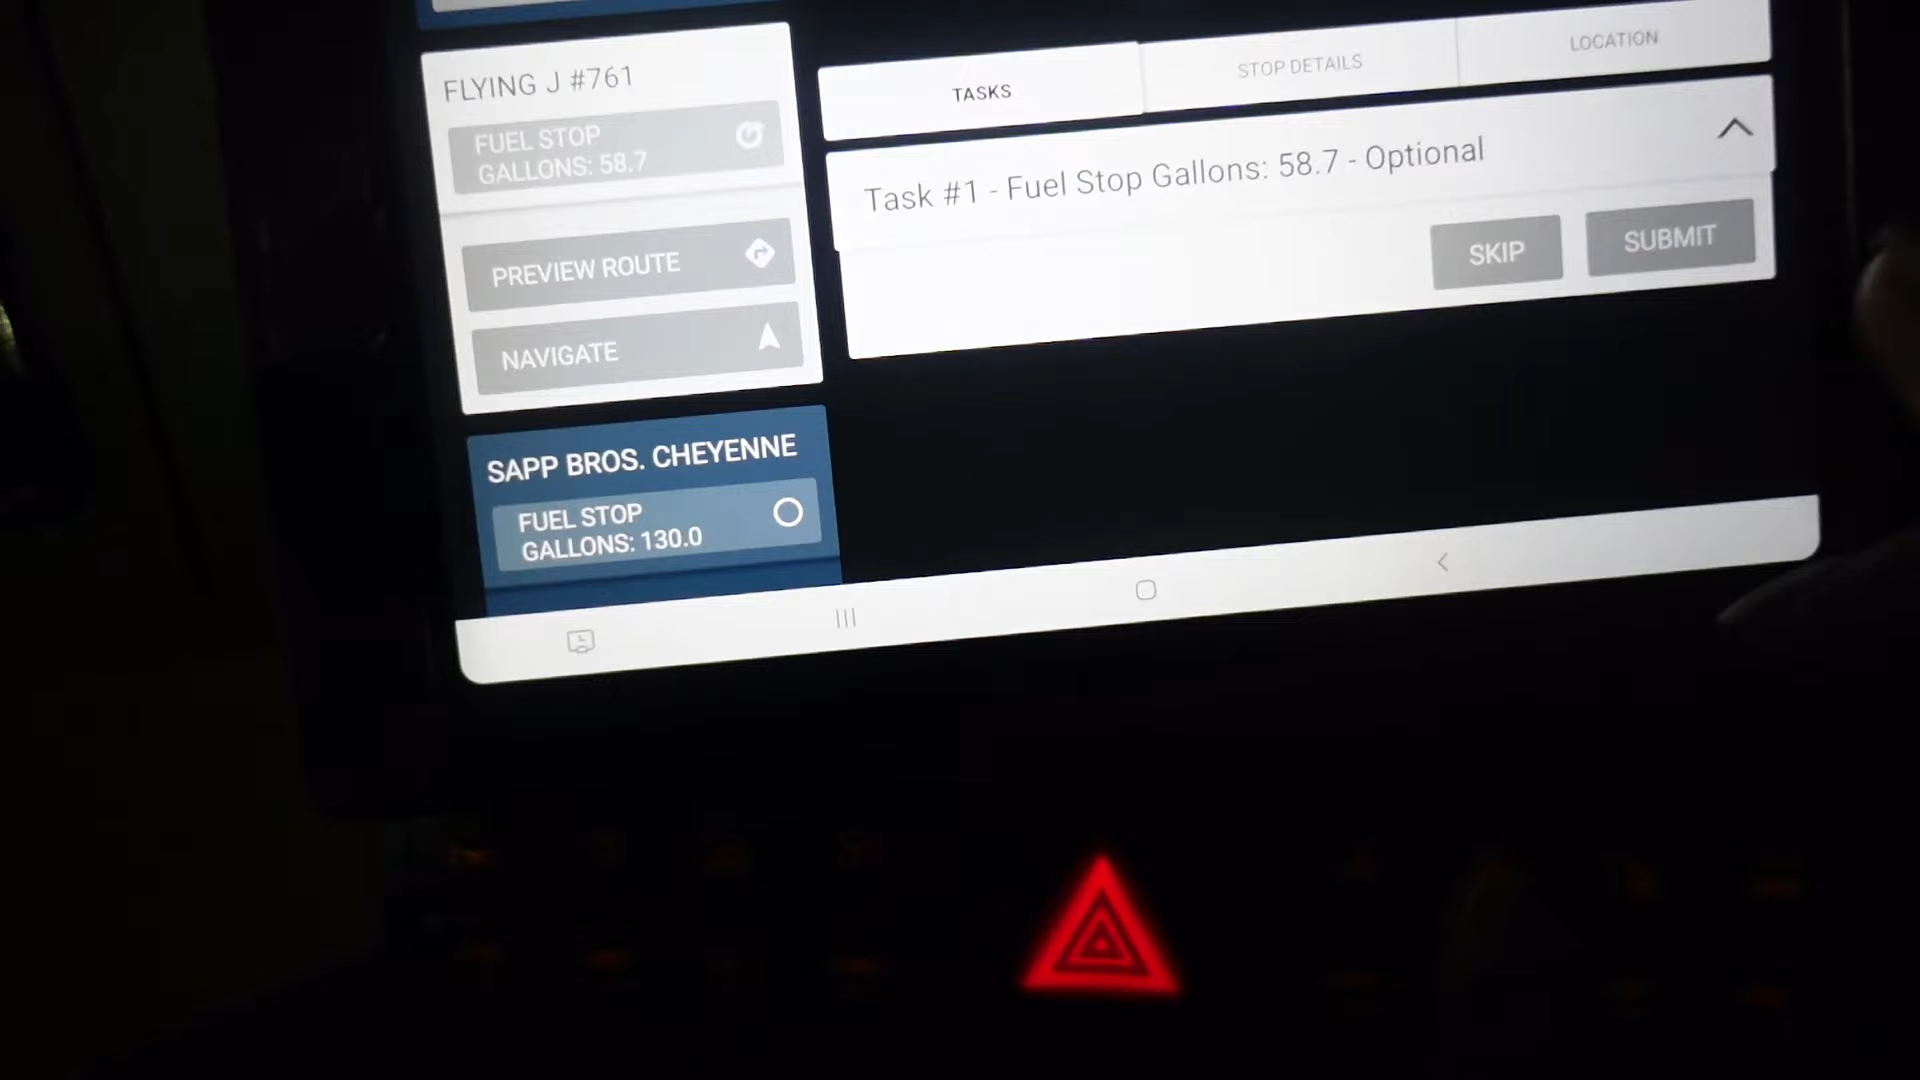 FLYING J #761
FUEL STOP
GALLONS: 58.7
PREVIEW ROUTE
NAVIGATE
SAPP BROS. CHEYENNE
FUEL STOP
GALLONS: 130.0
TASKS
STOP DETAILS
LOCATION
Task #1 - Fuel Stop Gallons: 58.7 - Optional
SKIP
SUBMIT